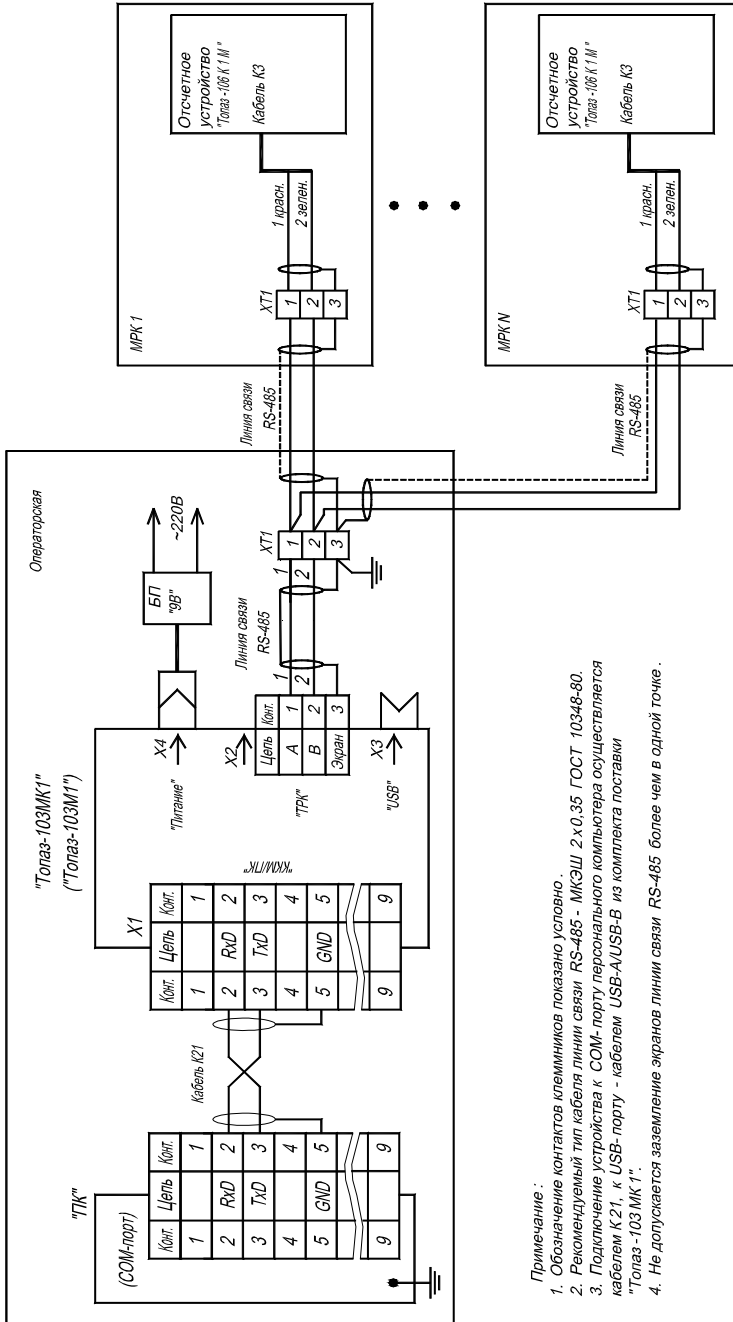 "ПК"
(COM-порт)
Конт. Цепь Конт.
1 1
2 RxD 2
3 TxD 3
4 4
5 GND 5
9 9
Кабель К21
"Топаз-103МК1"
("Топаз-103М1")
X1
Конт. Цепь Конт.
1 1
2 RxD 2
3 TxD 3
4 4
5 GND 5
9 9
"ККМ/ПК"
Операторская
X4
"Питание"
БП
"9В"
~220В
X2
Цепь Конт.
A 1
B 2
Экран 3
"ТРК"
X3
"USB"
1
2
Линия связи
RS-485
1
2
XT1
1
2
3
Линия связи
RS-485
МРК 1
XT1
1
2
3
1 красн.
2 зелен.
Отсчетное
устройство
"Топаз -106 К 1 М"
Кабель К3
Линия связи
RS-485
МРК N
XT1
1
2
3
1 красн.
2 зелен.
Отсчетное
устройство
"Топаз -106 К 1 М"
Кабель К3
Примечание :
1. Обозначение контактов клеммников показано условно .
2. Рекомендуемый тип кабеля линии связи RS-485 - МКЭШ 2 x 0,35 ГОСТ 10348-80.
3. Подключение устройства к COM- порту персонального компьютера осуществляется
кабелем К 21, к USB- порту - кабелем USB-A/USB-B из комплекта поставки
"Топаз -103 МК 1".
4. Не допускается заземление экранов линии связи RS-485 более чем в одной точке .